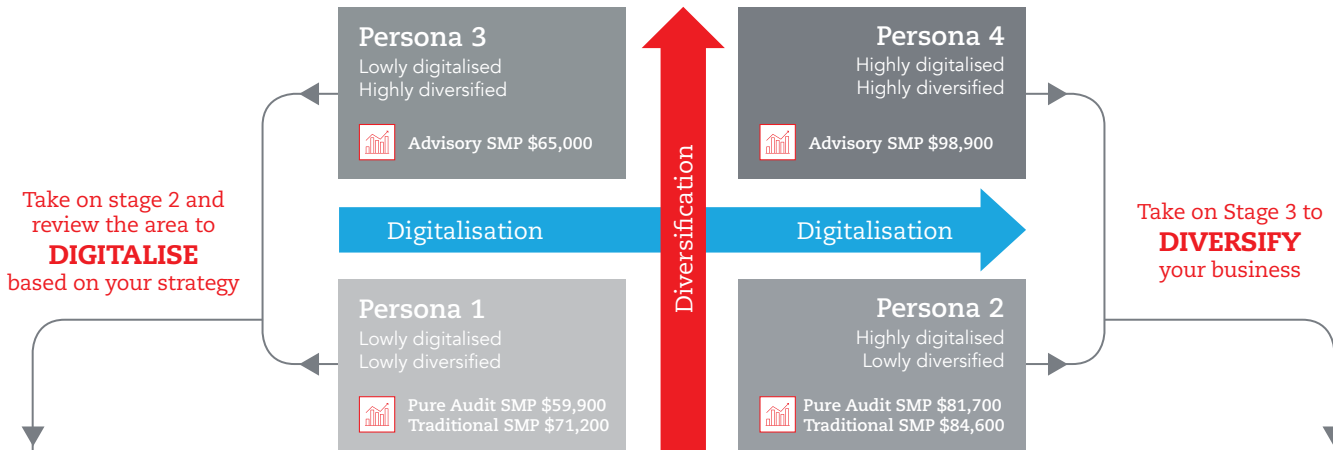 Persona 3
Lowly digitalised
Highly diversified
Advisory SMP $65,000
Persona 4
Highly digitalised
Highly diversified
Advisory SMP $98,900
Take on stage 2 and
review the area to
DIGITALISE
based on your strategy
Digitalisation
Diversification
Digitalisation
Take on Stage 3 to
DIVERSIFY
your business
Persona 1
Lowly digitalised
Lowly diversified
Pure Audit SMP $59,900
Traditional SMP $71,200
Persona 2
Highly digitalised
Lowly diversified
Pure Audit SMP $81,700
Traditional SMP $84,600